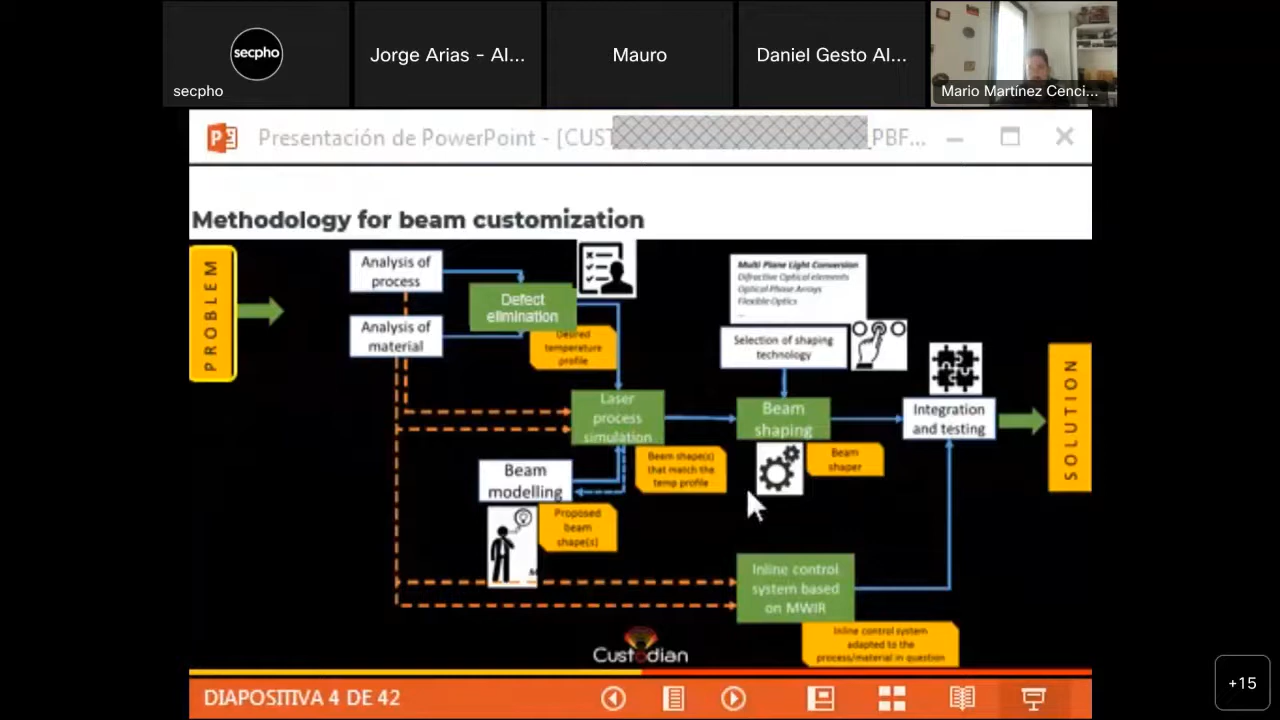 secpho
secpho
Jorge Arias - AI...
Mauro
Daniel Gesto Al...
Mario Martínez Cenci...
Presentación de PowerPoint - [CUST
_PBF...
Methodology for beam customization
PROBLEM
Analysis of
process
Analysis of
material
Defect
elimination
Desired
temperature
profile
Multi Plane Light Conversion
Diffractive Optical elements
Optical Phase Arrays
Flexible Optics
...
Selection of shaping
technology
Laser
process
simulation
Beam shape(s)
that match the
temp profile
Beam
shaping
Beam
shaper
Integration
and testing
SOLUTION
Beam
modelling
Proposed
beam
shape(s)
Inline control
system based
on MWIR
Inline control system
adapted to the
process/material in question
Custodian
DIAPOSITIVA 4 DE 42
+15